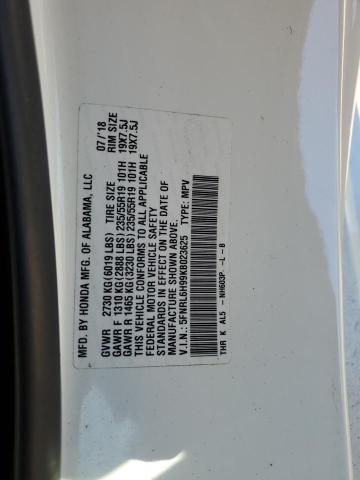 MFD. BY HONDA MFG. OF ALABAMA, LLC 07/'18
GVWR 2730 KG(6019 LBS) TIRE SIZE RIM SIZE
GAWR F 1310 KG(2888 LBS) 235/55R19 101H 19X7.5J
GAWR R 1465 KG(3230 LBS) 235/55R19 101H 19X7.5J
THIS VEHICLE CONFORMS TO ALL APPLICABLE
FEDERAL MOTOR VEHICLE SAFETY
STANDARDS IN EFFECT ON THE DATE OF
MANUFACTURE SHOWN ABOVE.
V.I.N.: 5FNRL6H99KB023625 TYPE: MPV
THR K AL5 - NH603P -L - B